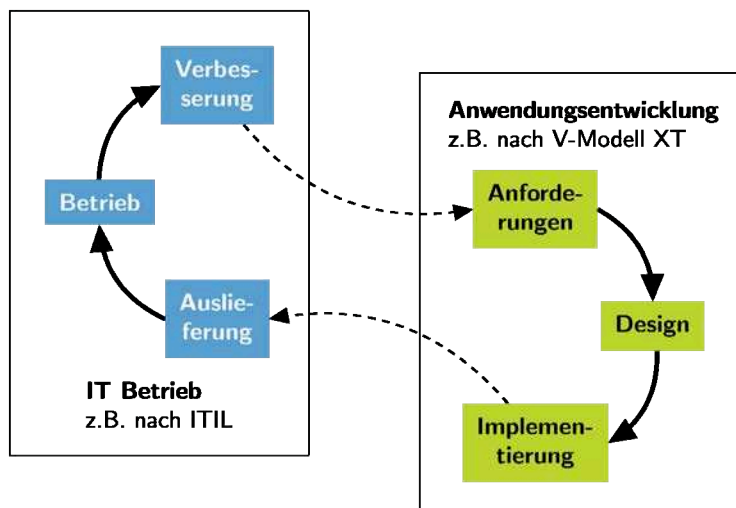 Verbes-
serung
Betrieb
Auslie-
ferung
IT Betrieb
z.B. nach ITIL
Anwendungsentwicklung
z.B. nach V-Modell XT
Anforde-
rungen
Design
Implemen-
tierung